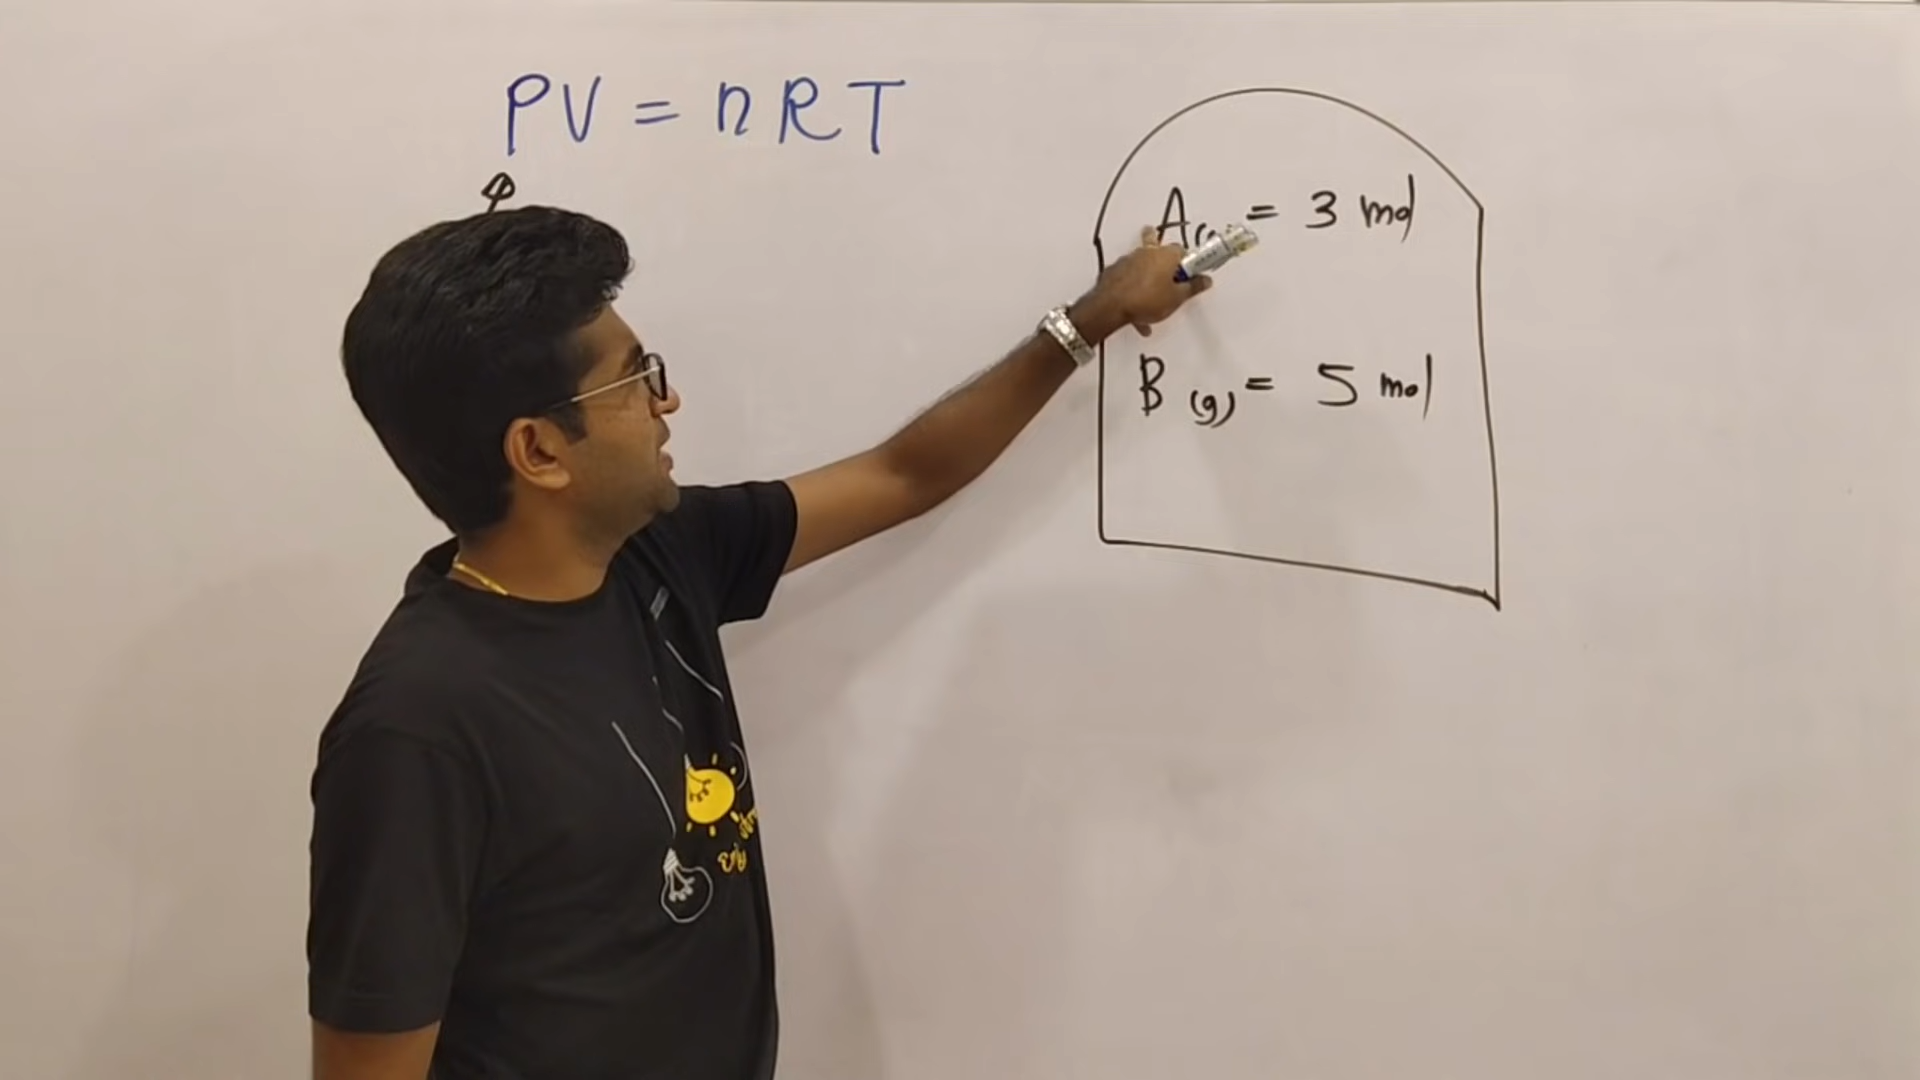 PV = nRT
A(g) = 3 mol
B (g) = 5 mol